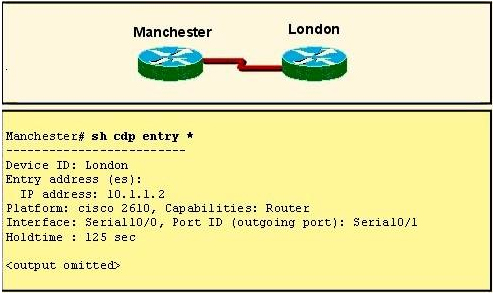 Manchester
London
Manchester# sh cdp entry *
-------------------------
Device ID: London
Entry address (es):
IP address: 10.1.1.2
Platform: cisco 2610, Capabilities: Router
Interface: Serial0/0, Port ID (outgoing port): Serial0/1
Holdtime : 125 sec
<output omitted>